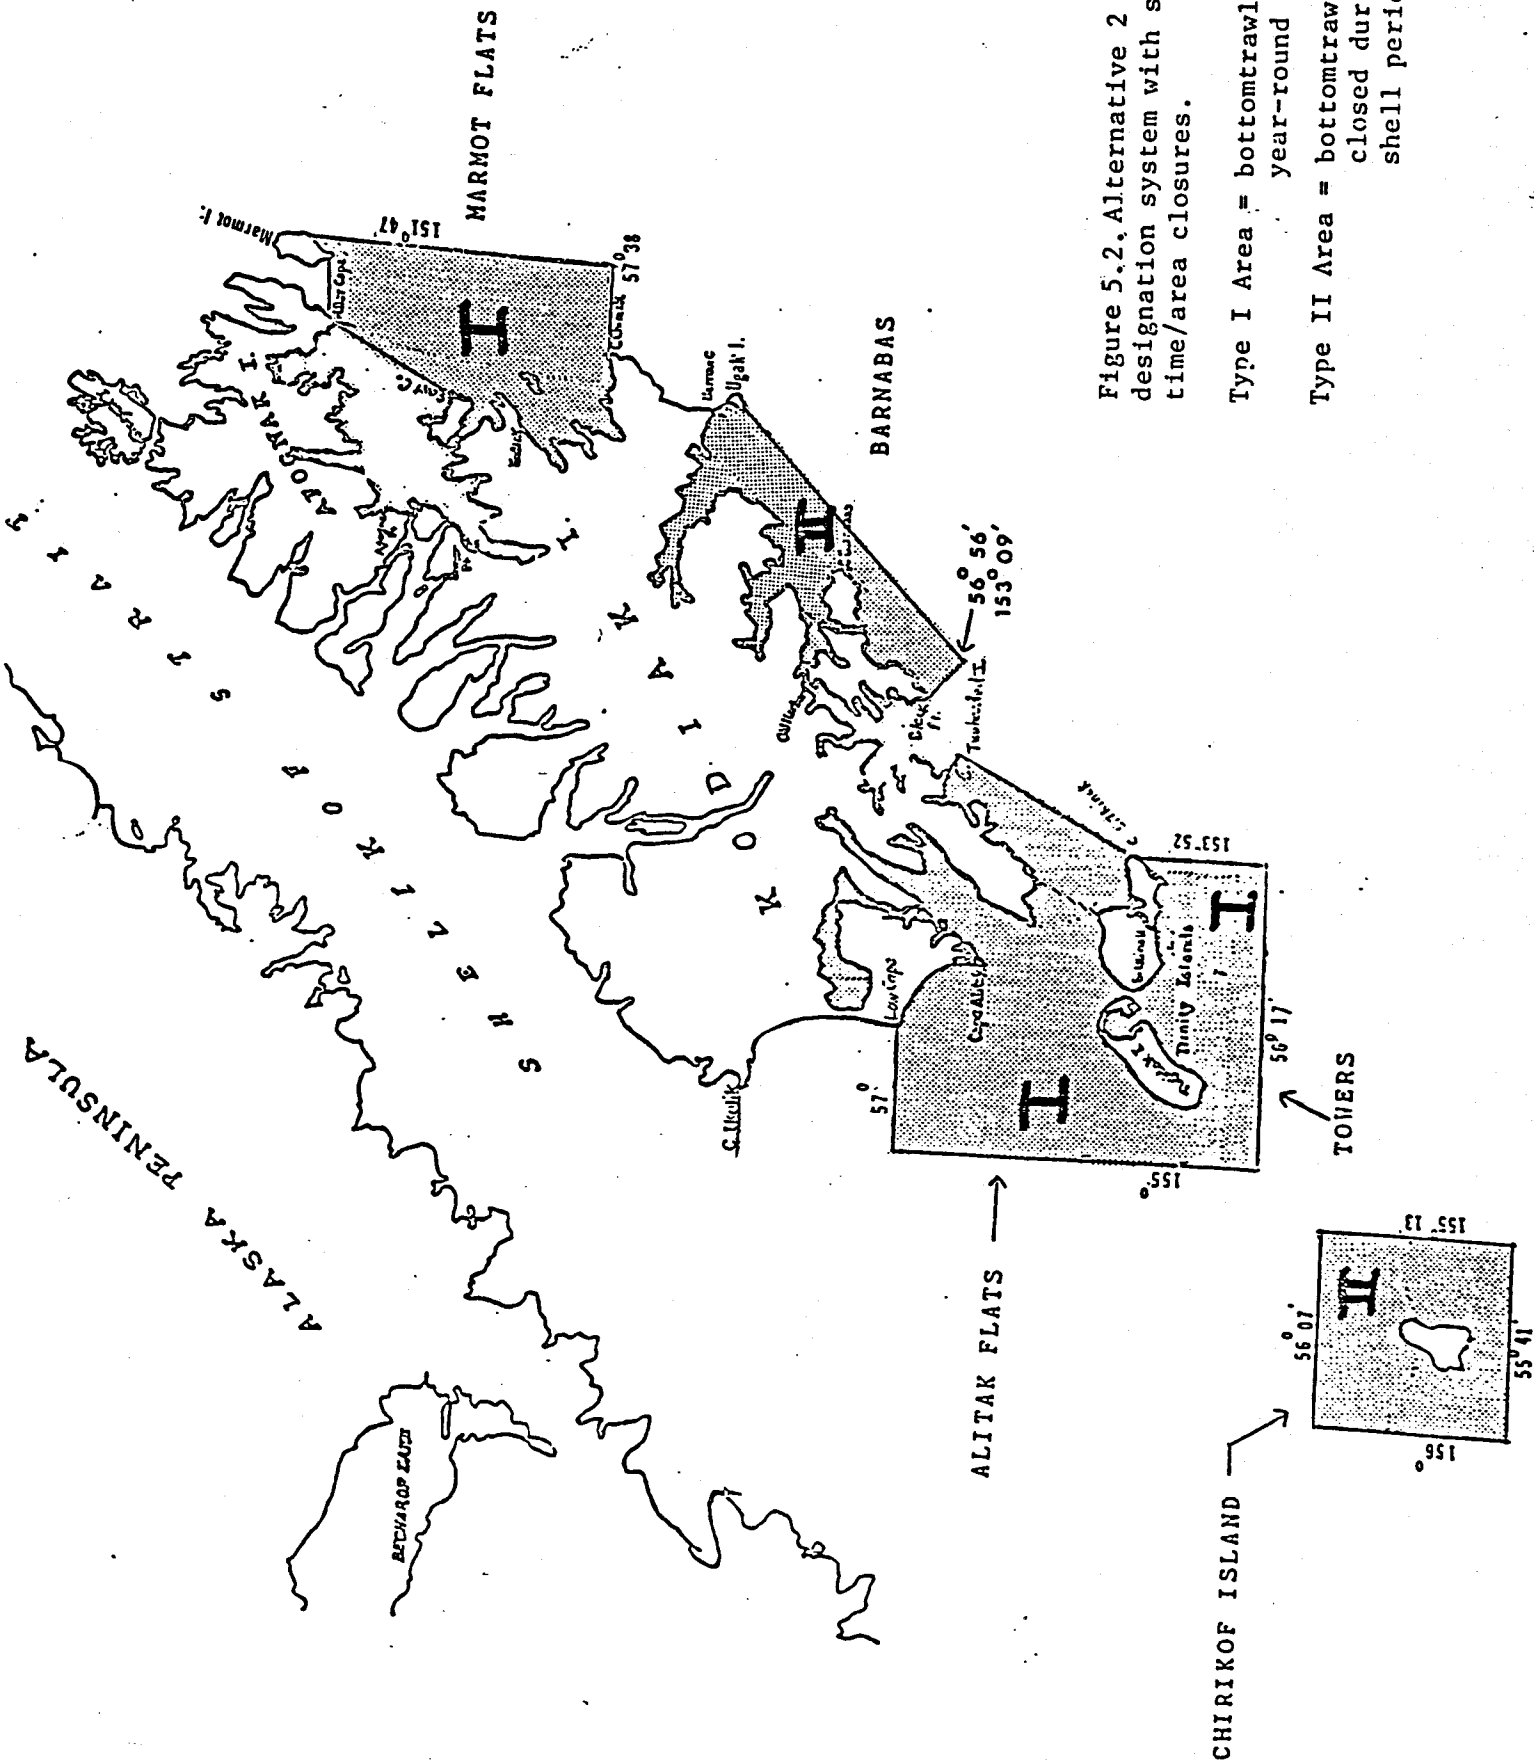 ALASKA PENINSULA
SHELIKOF STRAIT
AFOGNAK I.
KODIAK I.
BECHAROF LAKE
Marmot I.
151° 47'
MARMOT FLATS
57° 38
I
C. Chiniak
Ugak I.
BARNABAS
II
56° 56'
153° 09'
C. Ikolik
Low Cape
Cape Alitak
57°
I
155°
ALITAK FLATS
Trinity Islands
I
153° 52
56° 17'
TOWERS
CHIRIKOF ISLAND
56° 07'
II
155° 13'
156°
55° 41'
Figure 5.2. Alternative 2
designation system with s
time/area closures.
Type I Area = bottomtrawl
year-round
Type II Area = bottomtraw
closed dur
shell peri